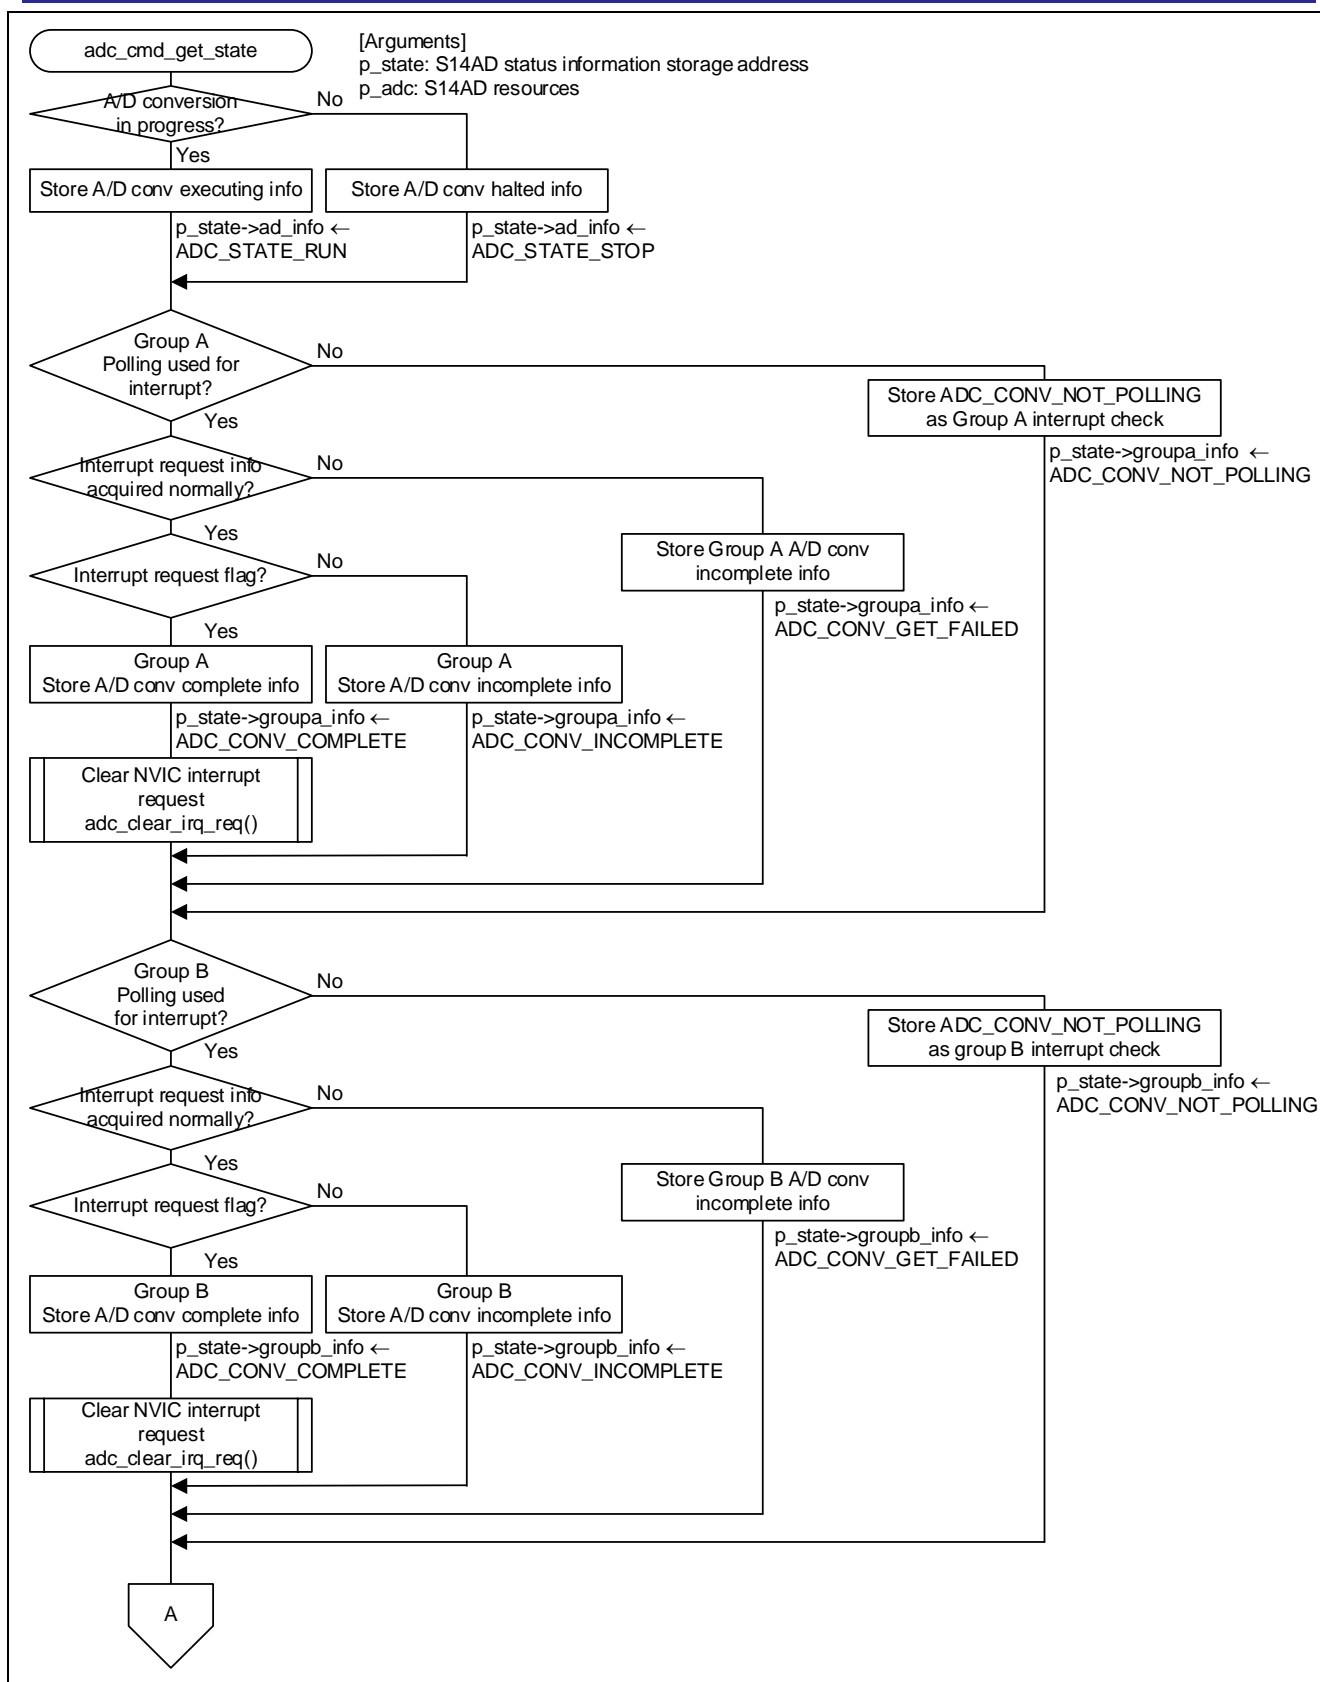 adc_cmd_get_state
[Arguments]
p_state: S14AD status information storage address
p_adc: S14AD resources
A/D conversion
in progress?
No
Yes
Store A/D conv executing info
Store A/D conv halted info
p_state->ad_info ←
ADC_STATE_RUN
p_state->ad_info ←
ADC_STATE_STOP
Group A
Polling used for
interrupt?
No
Yes
Store ADC_CONV_NOT_POLLING
as Group A interrupt check
p_state->groupa_info ←
ADC_CONV_NOT_POLLING
Interrupt request info
acquired normally?
No
Yes
Store Group A A/D conv
incomplete info
p_state->groupa_info ←
ADC_CONV_GET_FAILED
Interrupt request flag?
No
Yes
Group A
Store A/D conv complete info
Group A
Store A/D conv incomplete info
p_state->groupa_info ←
ADC_CONV_COMPLETE
p_state->groupa_info ←
ADC_CONV_INCOMPLETE
Clear NVIC interrupt
request
adc_clear_irq_req()
Group B
Polling used
for interrupt?
No
Yes
Store ADC_CONV_NOT_POLLING
as group B interrupt check
p_state->groupb_info ←
ADC_CONV_NOT_POLLING
Interrupt request info
acquired normally?
No
Yes
Store Group B A/D conv
incomplete info
p_state->groupb_info ←
ADC_CONV_GET_FAILED
Interrupt request flag?
No
Yes
Group B
Store A/D conv complete info
Group B
Store A/D conv incomplete info
p_state->groupb_info ←
ADC_CONV_COMPLETE
p_state->groupb_info ←
ADC_CONV_INCOMPLETE
Clear NVIC interrupt
request
adc_clear_irq_req()
A